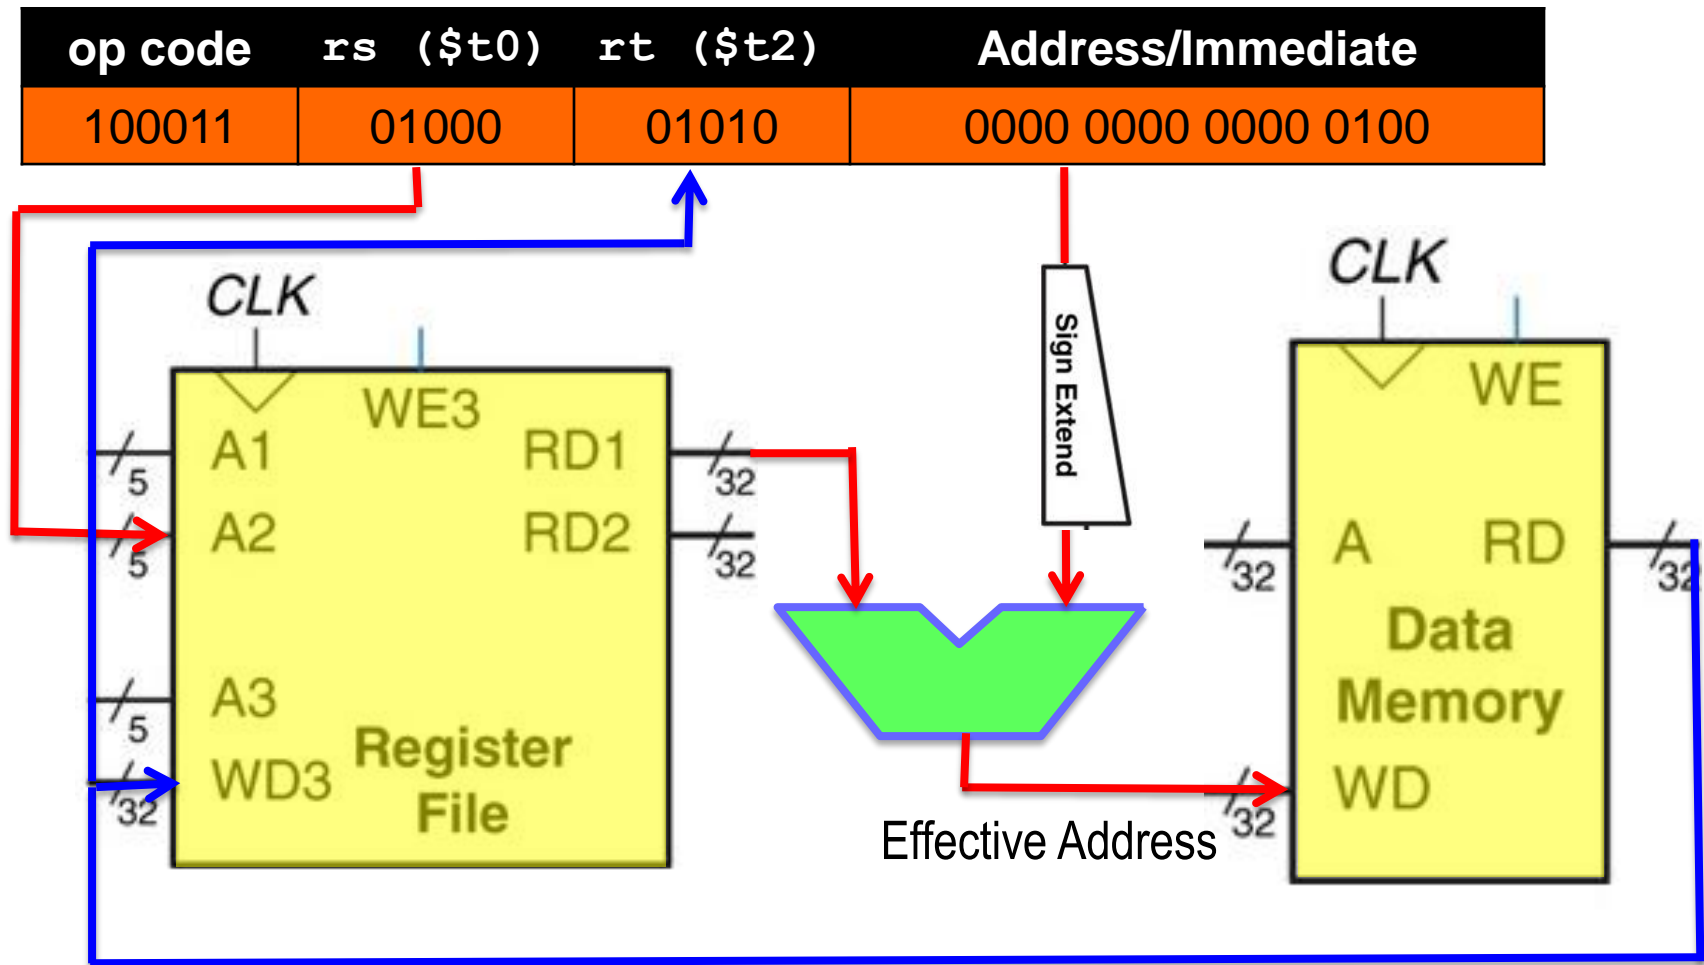 op code rs ($t0) rt ($t2) Address/Immediate
100011 01000 01010 0000 0000 0000 0100
CLK
WE3
A1 RD1
5 32
A2 RD2
5 32
A3
5
WD3
32
Register
File
Sign Extend
Effective Address
CLK
WE
A RD
32 32
Data
Memory
WD
32